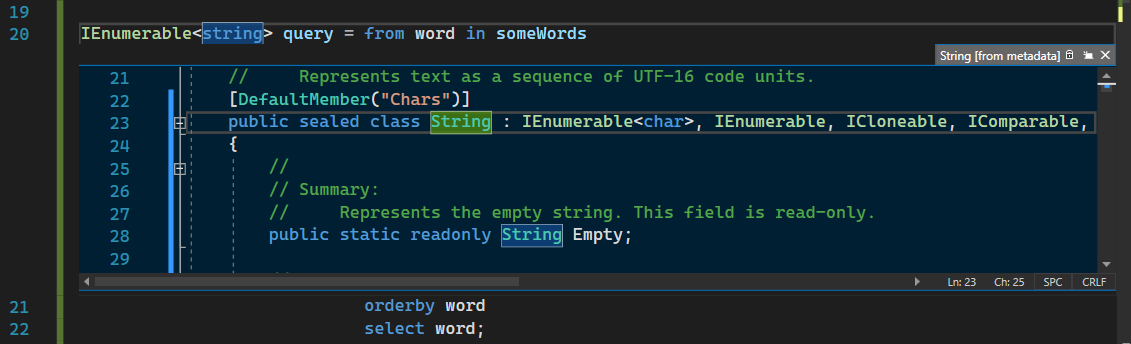 19
20 IEnumerable<string> query = from word in someWords
String [from metadata]
21 // Represents text as a sequence of UTF-16 code units.
22 [DefaultMember("Chars")]
23 public sealed class String : IEnumerable<char>, IEnumerable, ICloneable, IComparable,
24 {
25 //
26 // Summary:
27 // Represents the empty string. This field is read-only.
28 public static readonly String Empty;
29
Ln: 23 Ch: 25 SPC CRLF
21 orderby word
22 select word;